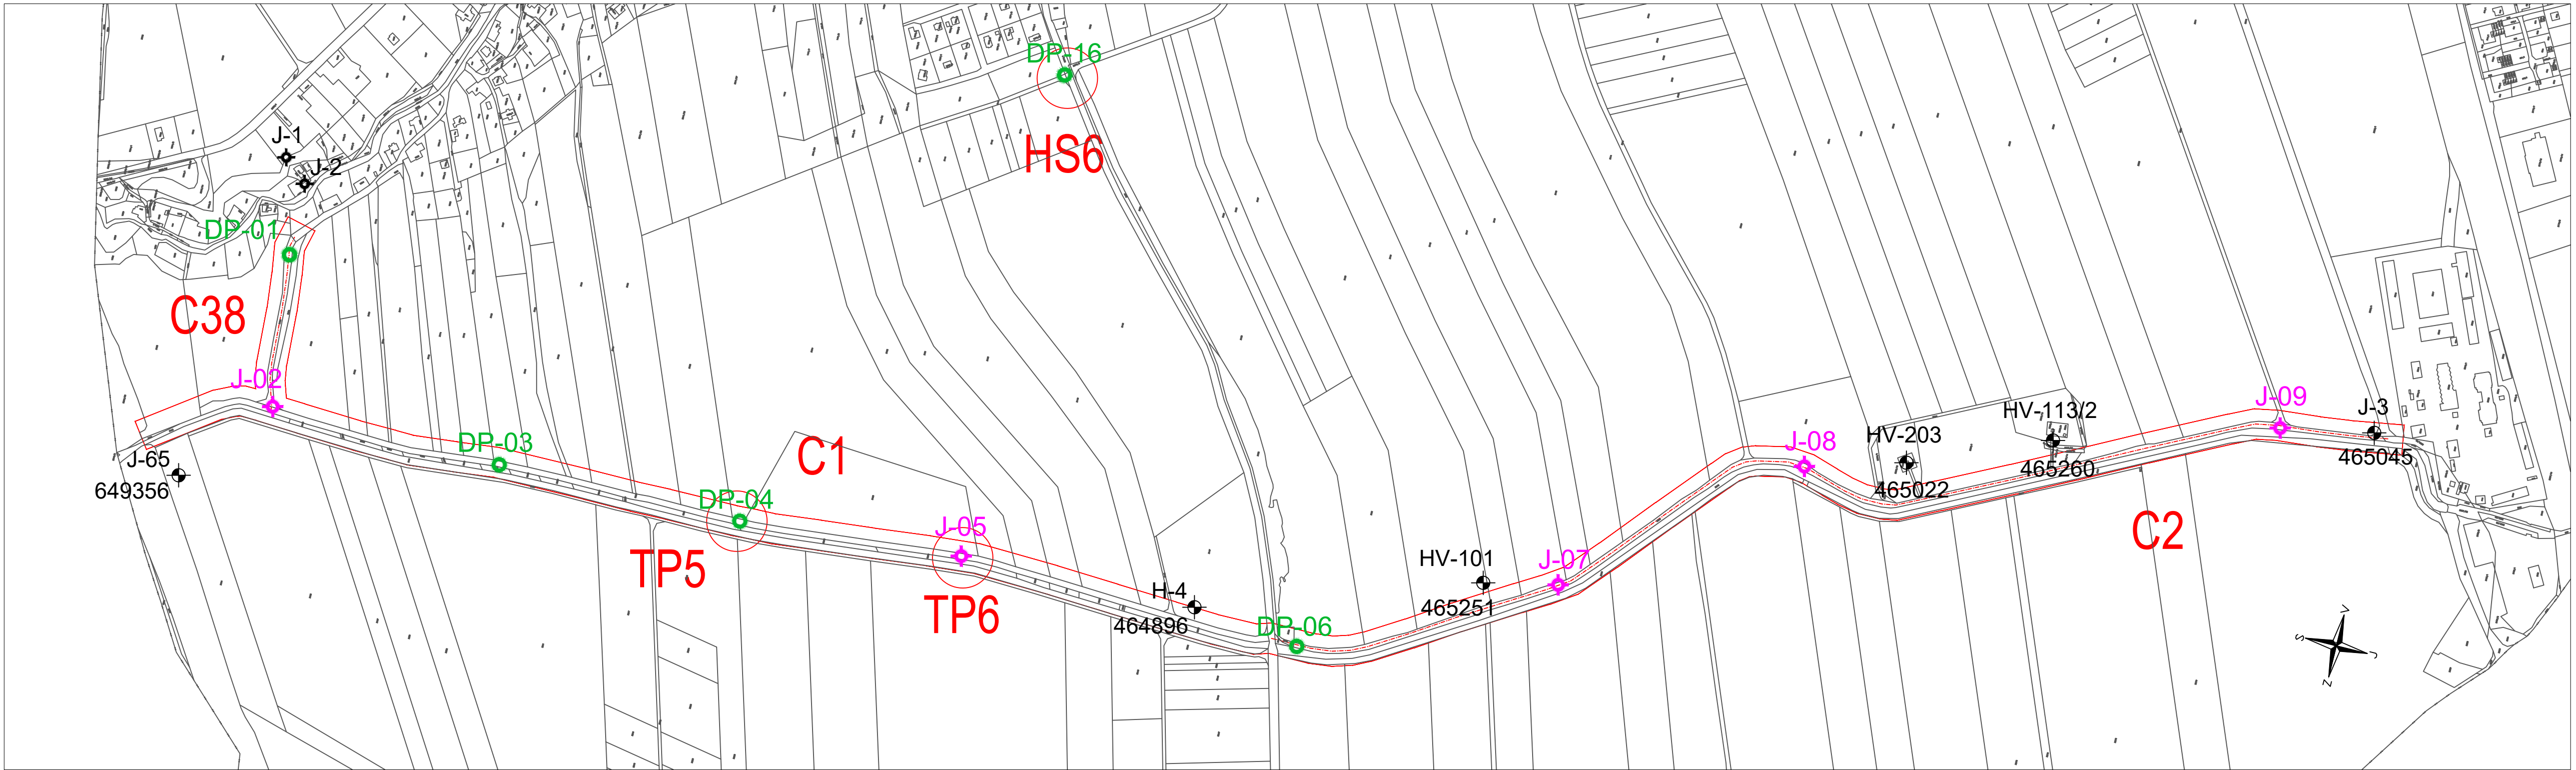 DP-16
HS6
J-1
J-2
DP-01
C38
J-02
J-65
649356
DP-03
DP-04
TP5
C1
J-05
TP6
H-4
464896
DP-06
HV-101
465251
J-07
J-08
HV-203
465022
HV-113/2
465260
C2
J-09
J-3
465045
V
S
J
Z